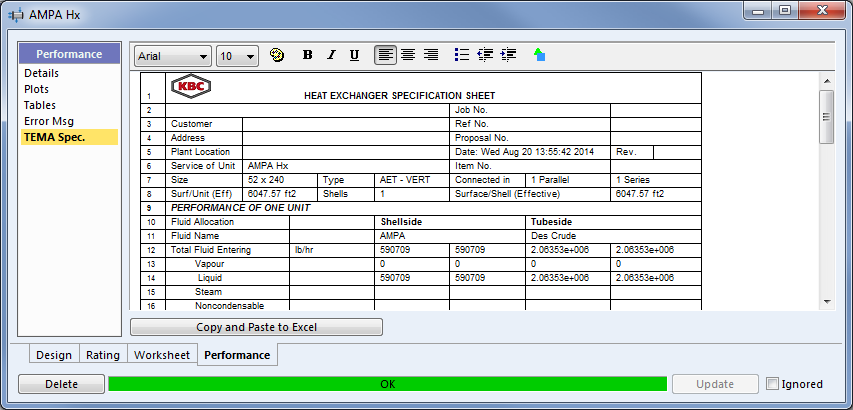 AMPA Hx
Performance
Details
Plots
Tables
Error Msg
TEMA Spec.
Arial 10 B I U
KBC
1 HEAT EXCHANGER SPECIFICATION SHEET
2 Job No.
3 Customer Ref No.
4 Address Proposal No.
5 Plant Location Date: Wed Aug 20 13:55:42 2014 Rev.
6 Service of Unit AMPA Hx Item No.
7 Size 52 x 240 Type AET - VERT Connected in 1 Parallel 1 Series
8 Surf/Unit (Eff) 6047.57 ft2 Shells 1 Surface/Shell (Effective) 6047.57 ft2
9 PERFORMANCE OF ONE UNIT
10 Fluid Allocation Shellside Tubeside
11 Fluid Name AMPA Des Crude
12 Total Fluid Entering lb/hr 590709 590709 2.06353e+006 2.06353e+006
13 Vapour 0 0 0 0
14 Liquid 590709 590709 2.06353e+006 2.06353e+006
15 Steam
16 Noncondensable
Copy and Paste to Excel
Design Rating Worksheet Performance
Delete OK Update Ignored